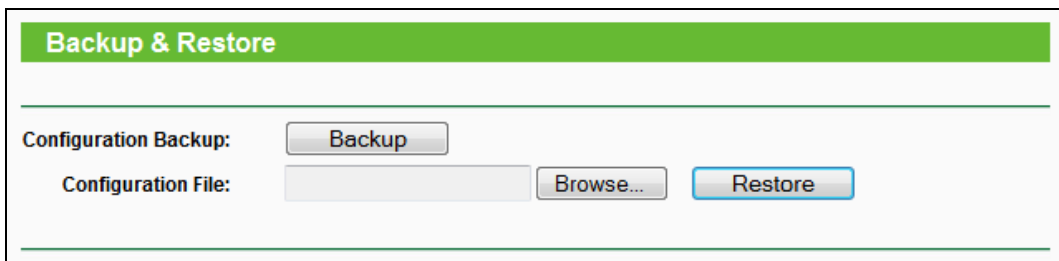 Backup & Restore
Configuration Backup: Backup
Configuration File: Browse... Restore